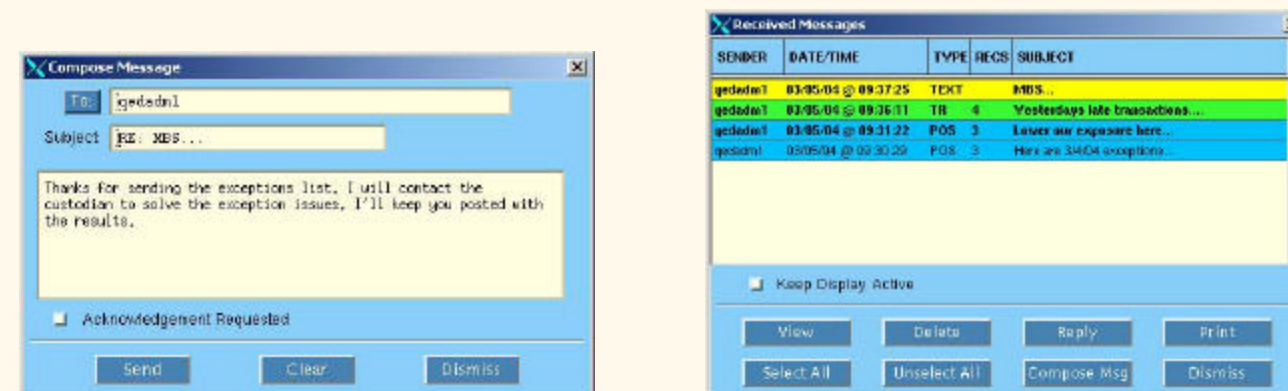 Compose Message
To: qedadm1
Subject RE: MBS...
Thanks for sending the exceptions list. I will contact the
custodian to solve the exception issues. I'll keep you posted with
the results.
Acknowledgement Requested
Send Clear Dismiss
Received Messages
SENDER DATE/TIME TYPE RECS SUBJECT
qedadm1 03/05/04 @ 09:37:25 TEXT MBS...
qedadm1 03/05/04 @ 09:36:11 TR 4 Yesterdays late transactions....
qedadm1 03/05/04 @ 09:31:22 POS 3 Lower our exposure here...
qedadm1 03/05/04 @ 09:30:29 POS 3 Here are 3/4/04 exceptions...
Keep Display Active
View Delete Reply Print
Select All Unselect All Compose Msg Dismiss